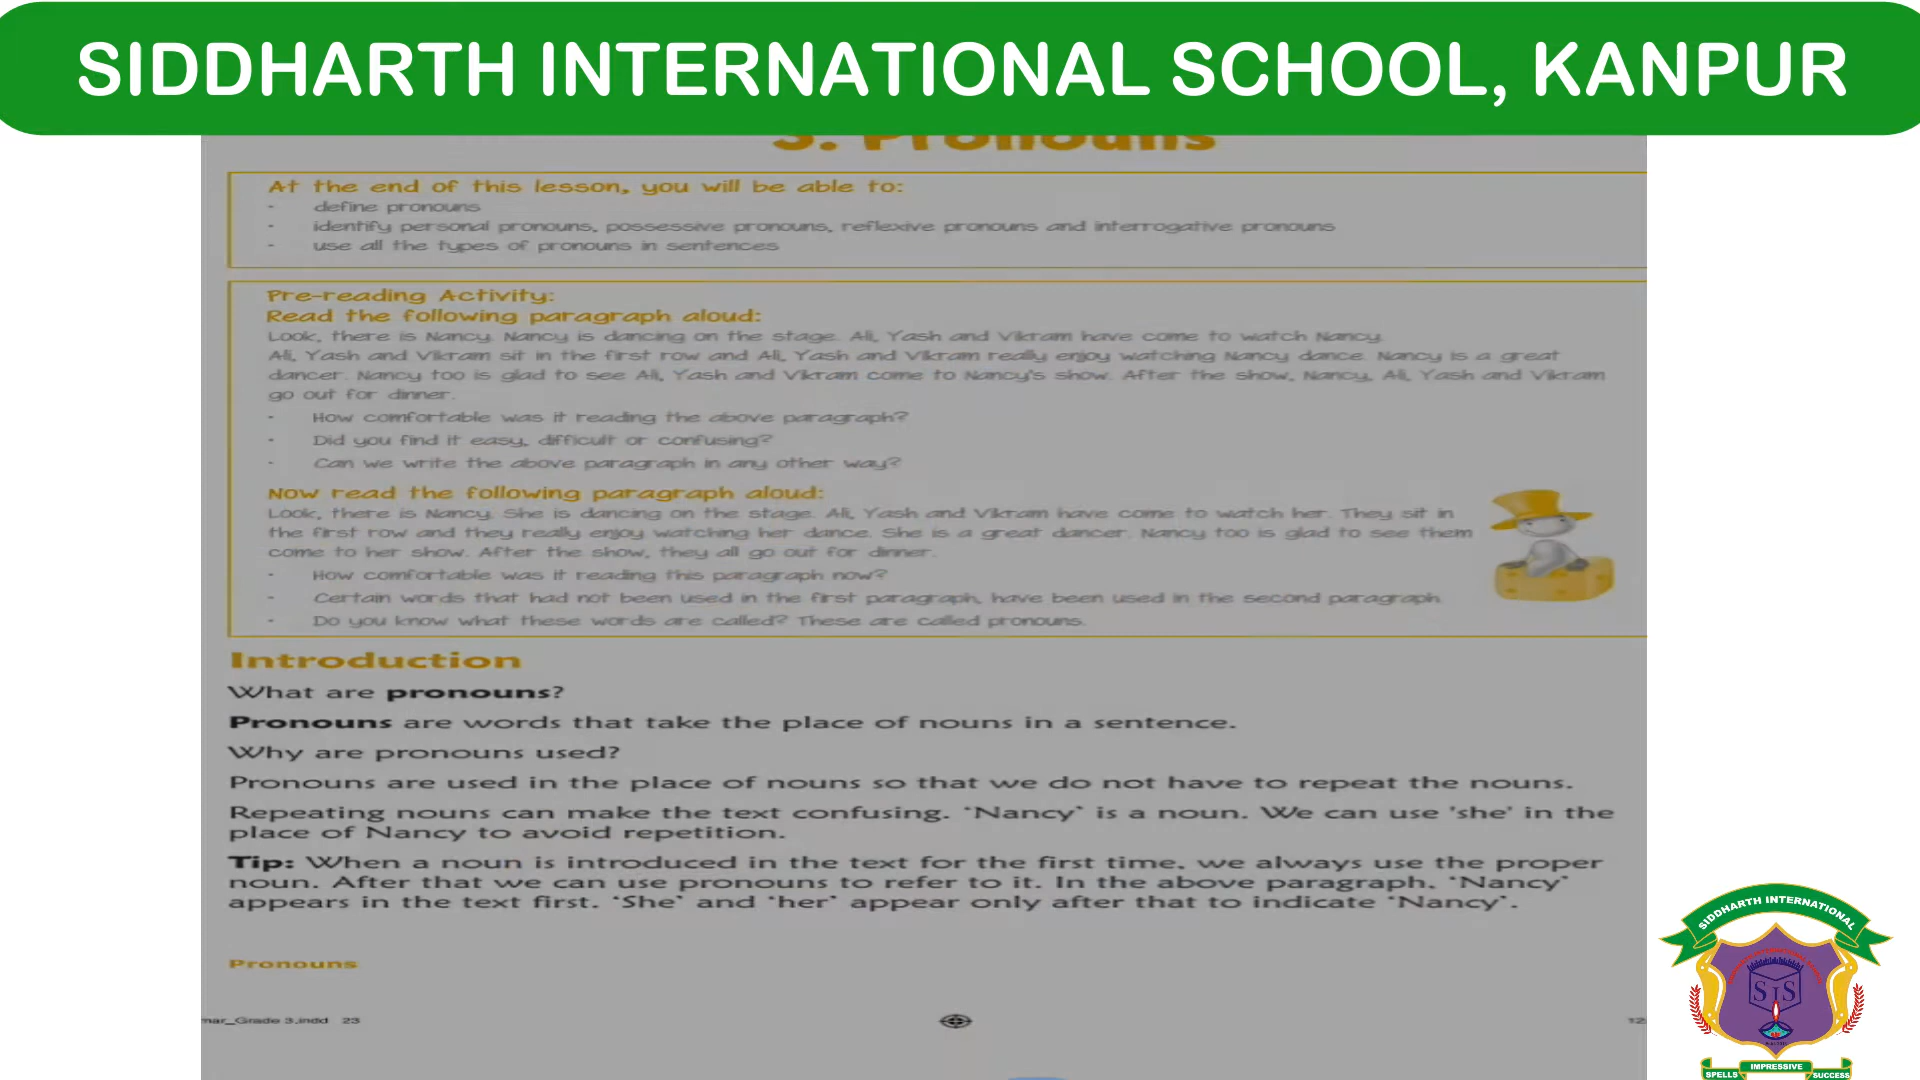 SIDDHARTH INTERNATIONAL SCHOOL, KANPUR
3. Pronouns
At the end of this lesson, you will be able to:
- define pronouns
- identify personal pronouns, possessive pronouns, reflexive pronouns and interrogative pronouns
- use all the types of pronouns in sentences
Pre-reading Activity:
Read the following paragraph aloud:
Look, there is Nancy. Nancy is dancing on the stage. Ali, Yash and Vikram have come to watch Nancy.
Ali, Yash and Vikram sit in the first row and Ali, Yash and Vikram really enjoy watching Nancy dance. Nancy is a great
dancer. Nancy too is glad to see Ali, Yash and Vikram come to Nancy's show. After the show, Nancy, Ali, Yash and Vikram
go out for dinner.
- How comfortable was it reading the above paragraph?
- Did you find it easy, difficult or confusing?
- Can we write the above paragraph in any other way?
Now read the following paragraph aloud:
Look, there is Nancy. She is dancing on the stage. Ali, Yash and Vikram have come to watch her. They sit in
the first row and they really enjoy watching her dance. She is a great dancer. Nancy too is glad to see them
come to her show. After the show, they all go out for dinner.
- How comfortable was it reading this paragraph now?
- Certain words that had not been used in the first paragraph, have been used in the second paragraph.
- Do you know what these words are called? These are called pronouns.
Introduction
What are pronouns?
Pronouns are words that take the place of nouns in a sentence.
Why are pronouns used?
Pronouns are used in the place of nouns so that we do not have to repeat the nouns.
Repeating nouns can make the text confusing. 'Nancy' is a noun. We can use 'she' in the
place of Nancy to avoid repetition.
Tip: When a noun is introduced in the text for the first time, we always use the proper
noun. After that we can use pronouns to refer to it. In the above paragraph, 'Nancy'
appears in the text first. 'She' and 'her' appear only after that to indicate 'Nancy'.
Pronouns
mar_Grade 3.indd 23
12
SIDDHARTH INTERNATIONAL
SIS
SPELLS IMPRESSIVE SUCCESS